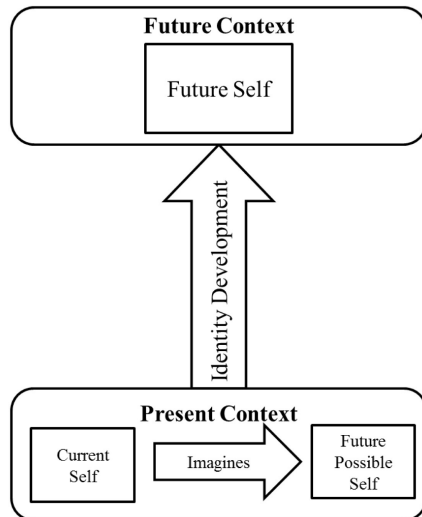 Future Context
Future Self
Identity Development
Present Context
Current
Self
Imagines
Future
Possible
Self